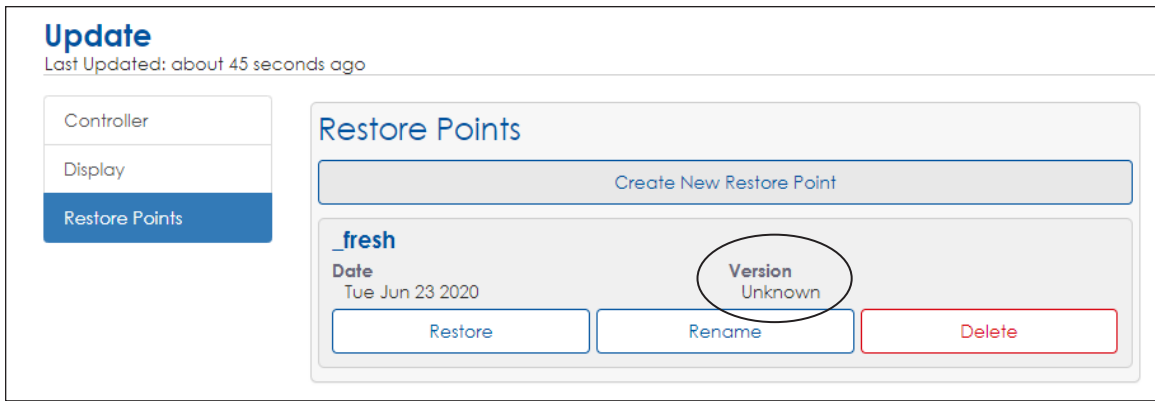 Update
Last Updated: about 45 seconds ago
Controller
Display
Restore Points
Restore Points
Create New Restore Point
_fresh
Date
Version
Tue Jun 23 2020
Unknown
Restore
Rename
Delete